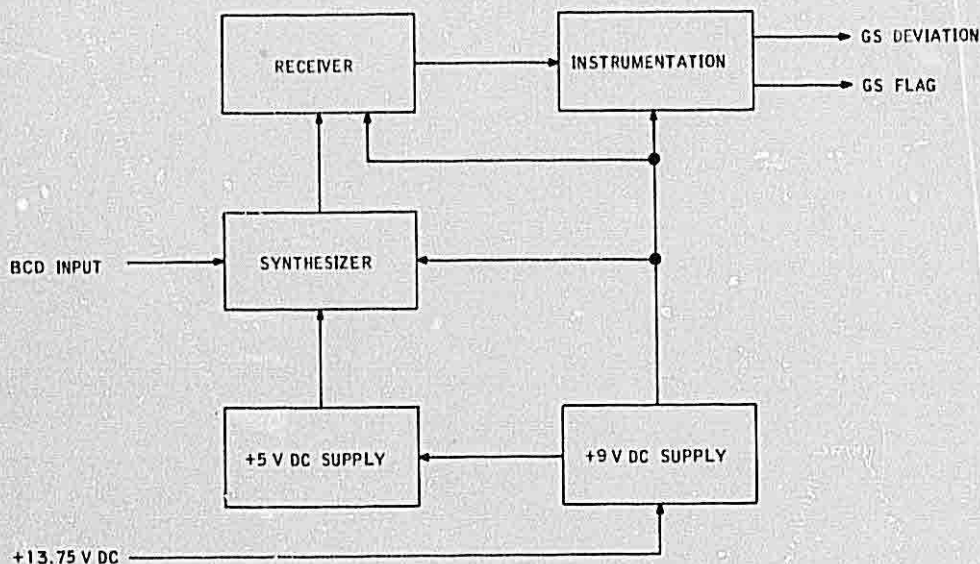 RECEIVER
INSTRUMENTATION
GS DEVIATION
GS FLAG
BCD INPUT
SYNTHESIZER
+5 V DC SUPPLY
+9 V DC SUPPLY
+13.75 V DC